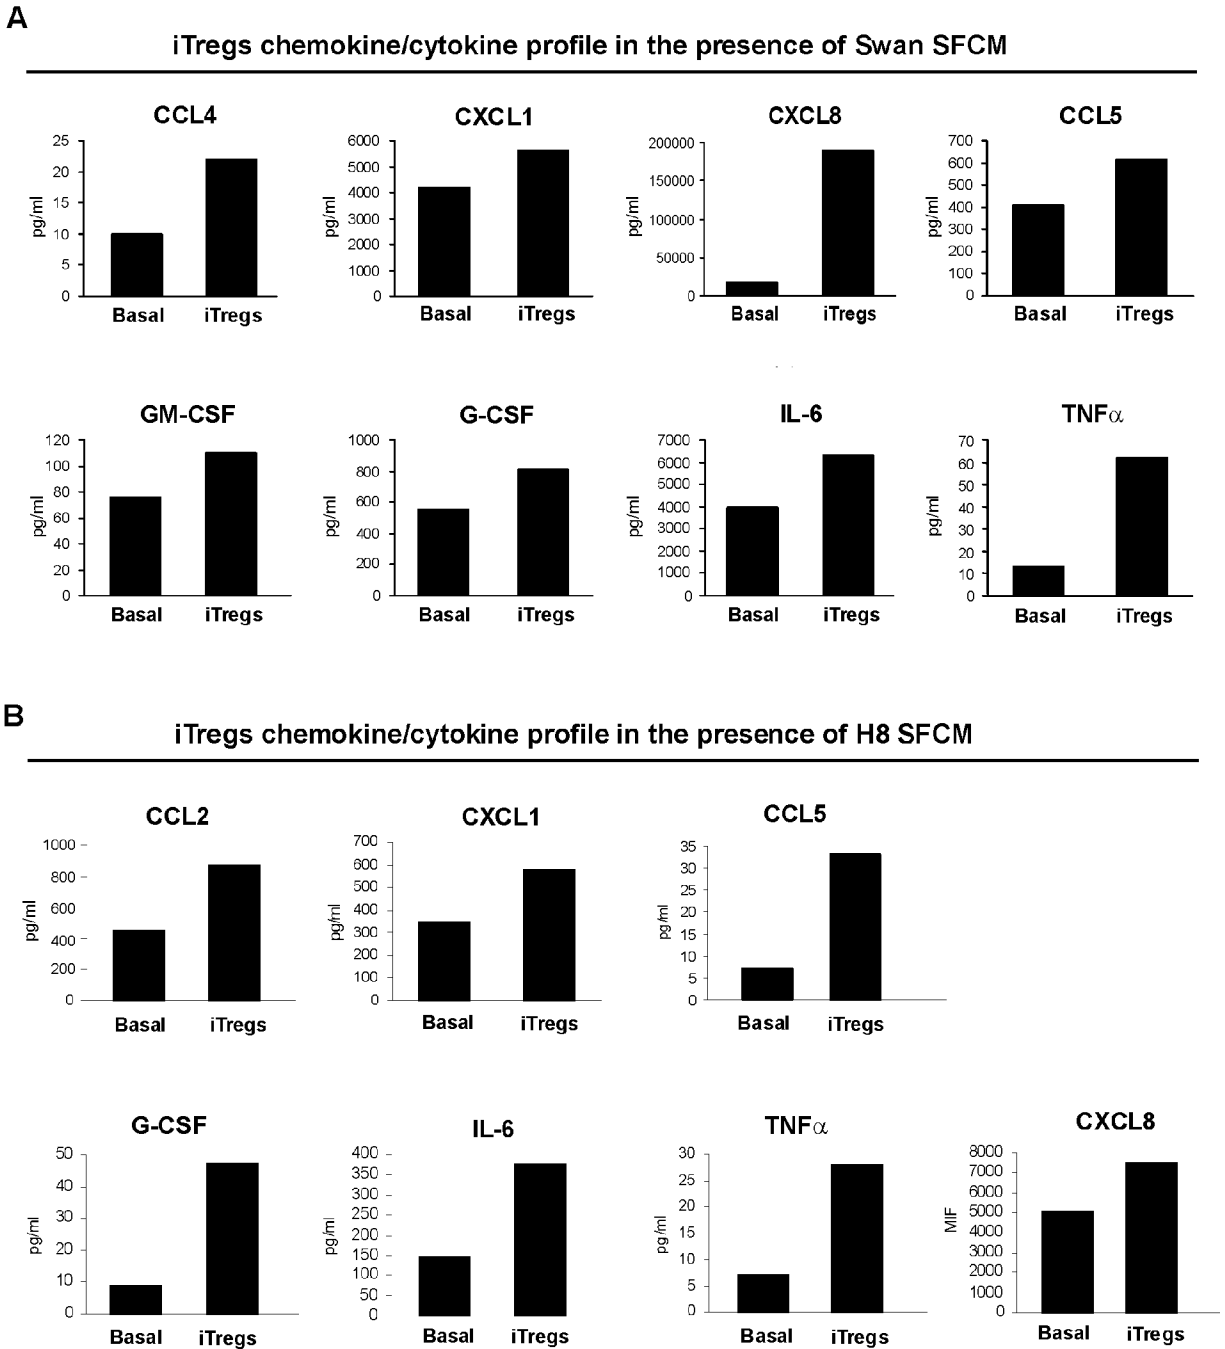 A
iTregs chemokine/cytokine profile in the presence of Swan SFCM
CCL4
25
20
15
10
5
0
pg/ml
Basal iTregs
CXCL1
6000
5000
4000
3000
2000
1000
0
pg/ml
Basal iTregs
CXCL8
200000
150000
100000
50000
0
pg/ml
Basal iTregs
CCL5
700
600
500
400
300
200
100
0
pg/ml
Basal iTregs
GM-CSF
120
100
80
60
40
20
0
pg/ml
Basal iTregs
G-CSF
1000
800
600
400
200
0
pg/ml
Basal iTregs
IL-6
7000
6000
5000
4000
3000
2000
1000
0
pg/ml
Basal iTregs
TNFα
70
60
50
40
30
20
10
0
pg/ml
Basal iTregs
B
iTregs chemokine/cytokine profile in the presence of H8 SFCM
CCL2
1000
800
600
400
200
0
pg/ml
Basal iTregs
CXCL1
700
600
500
400
300
200
100
0
pg/ml
Basal iTregs
CCL5
35
30
25
20
15
10
5
0
pg/ml
Basal iTregs
G-CSF
50
40
30
20
10
0
pg/ml
Basal iTregs
IL-6
400
350
300
250
200
150
100
50
0
pg/ml
Basal iTregs
TNFα
30
25
20
15
10
5
0
pg/ml
Basal iTregs
CXCL8
8000
7000
6000
5000
4000
3000
2000
1000
0
MIF
Basal iTregs